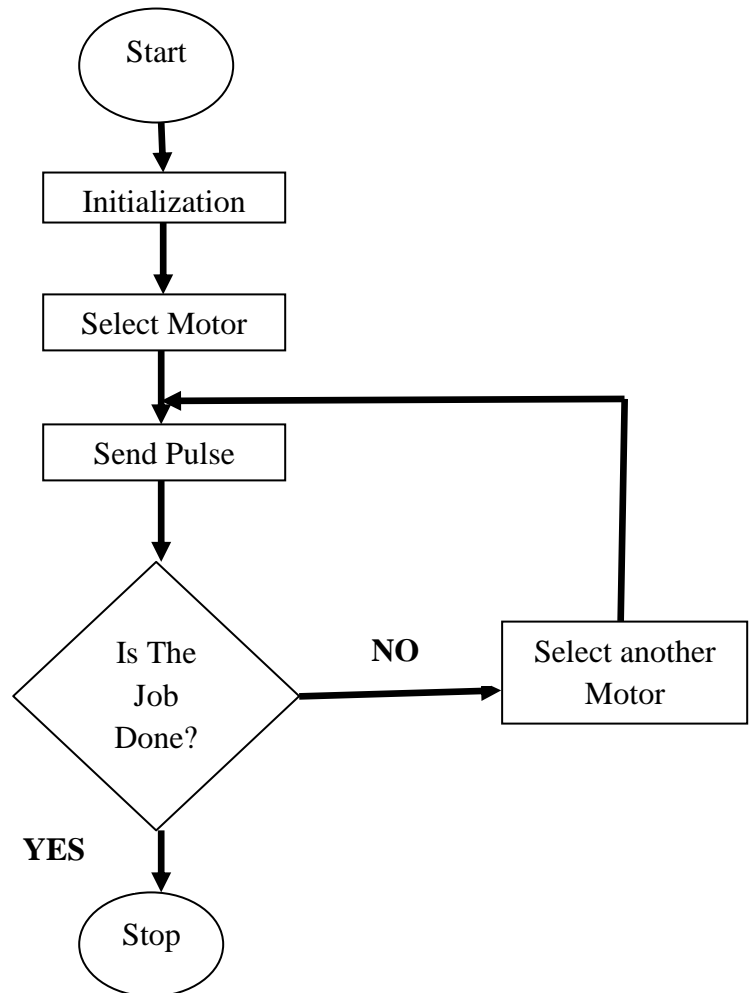 Start
Initialization
Select Motor
Send Pulse
Is The
Job
Done?
NO
Select another
Motor
YES
Stop